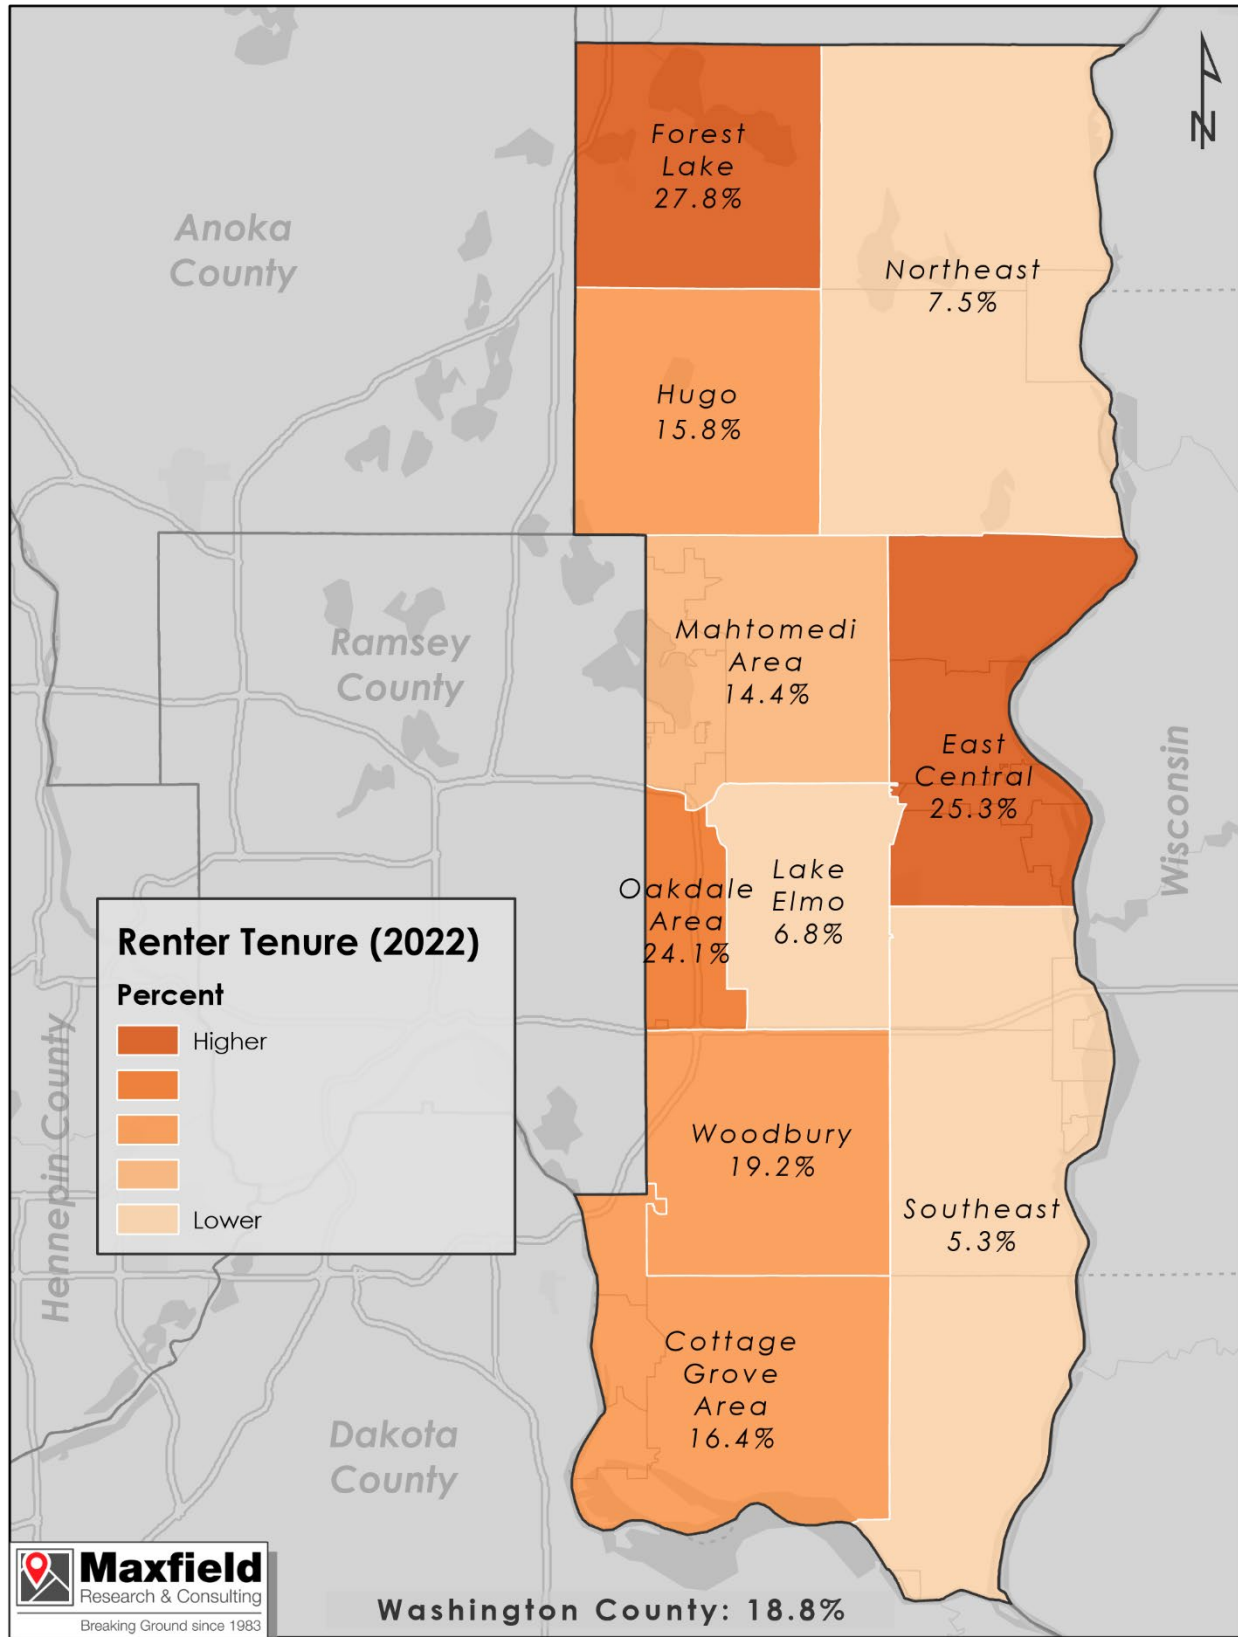 N
Forest
Lake
27.8%
Northeast
7.5%
Anoka
County
Hugo
15.8%
Ramsey
County
Mahtomedi
Area
14.4%
East
Central
25.3%
Wisconsin
Oakdale
Area
24.1%
Lake
Elmo
6.8%
Renter Tenure (2022)
Percent
Higher
Lower
Hennepin County
Woodbury
19.2%
Southeast
5.3%
Cottage
Grove
Area
16.4%
Dakota
County
Maxfield
Research & Consulting
Breaking Ground since 1983
Washington County: 18.8%